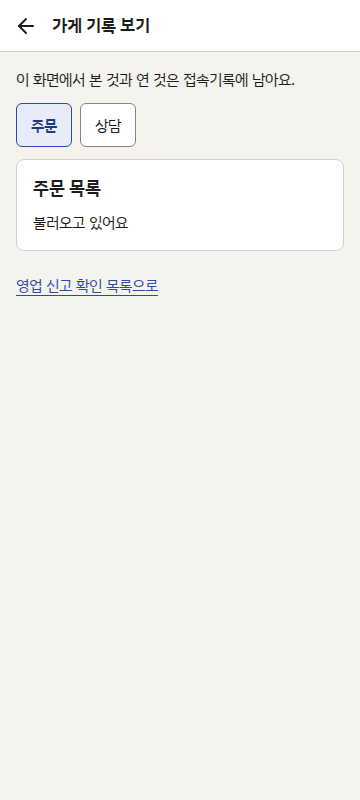 가게 기록 보기
이 화면에서 본 것과 연 것은 접속기록에 남아요.
주문
상담
주문 목록
불러오고 있어요
영업 신고 확인 목록으로